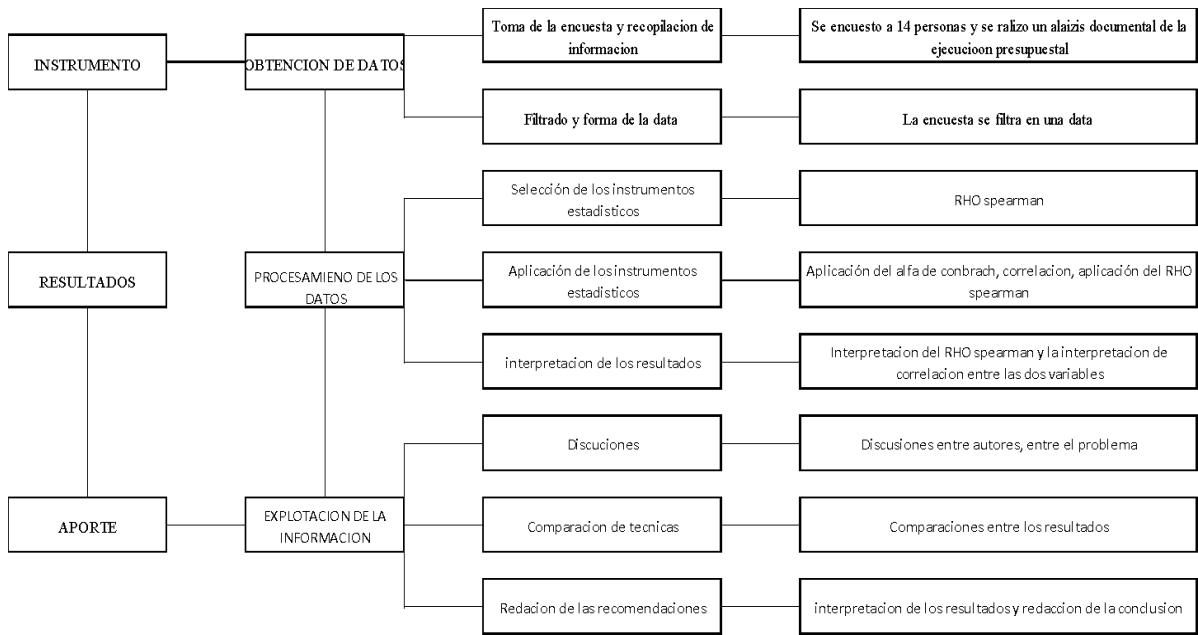 Toma de la encuesta y recopilacion de
informacion
Se encuesto a 14 personas y se ralizo un alaizis documental de la
ejecucioon presupuestal
INSTRUMENTO
OBTENCION DE DATOS
Filtrado y forma de la data
La encuesta se filtra en una data
Selección de los instrumentos
estadisticos
RHO spearman
RESULTADOS
PROCESAMIENO DE LOS
DATOS
Aplicación de los instrumentos
estadisticos
Aplicación del alfa de conbrach, correlacion, aplicación del RHO
spearman
interpretacion de los resultados
Interpretacion del RHO spearman y la interpretacion de
correlacion entre las dos variables
Discuciones
Discusiones entre autores, entre el problema
APORTE
EXPLOTACION DE LA
INFORMACION
Comparacion de tecnicas
Comparaciones entre los resultados
Redacion de las recomendaciones
interpretacion de los resultados y redaccion de la conclusion